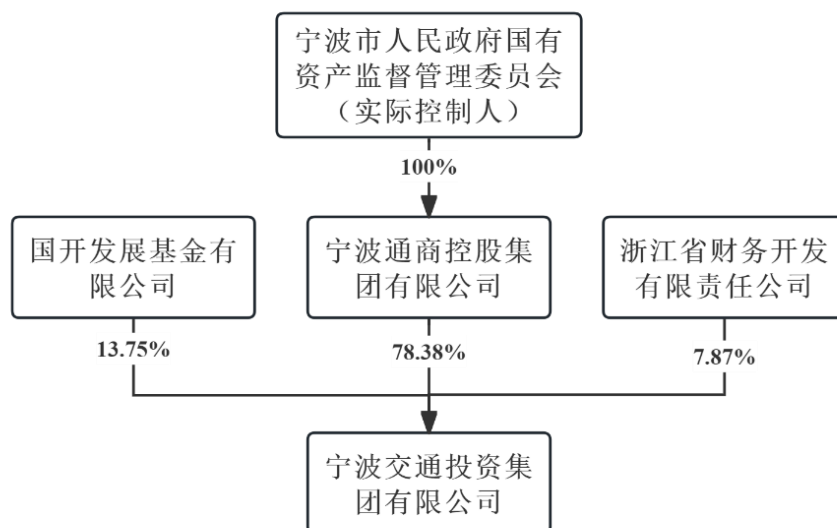 宁波市人民政府国有
资产监督管理委员会
（实际控制人）
100%
国开发展基金有
限公司
宁波通商控股集
团有限公司
浙江省财务开发
有限责任公司
13.75%
78.38%
7.87%
宁波交通投资集
团有限公司